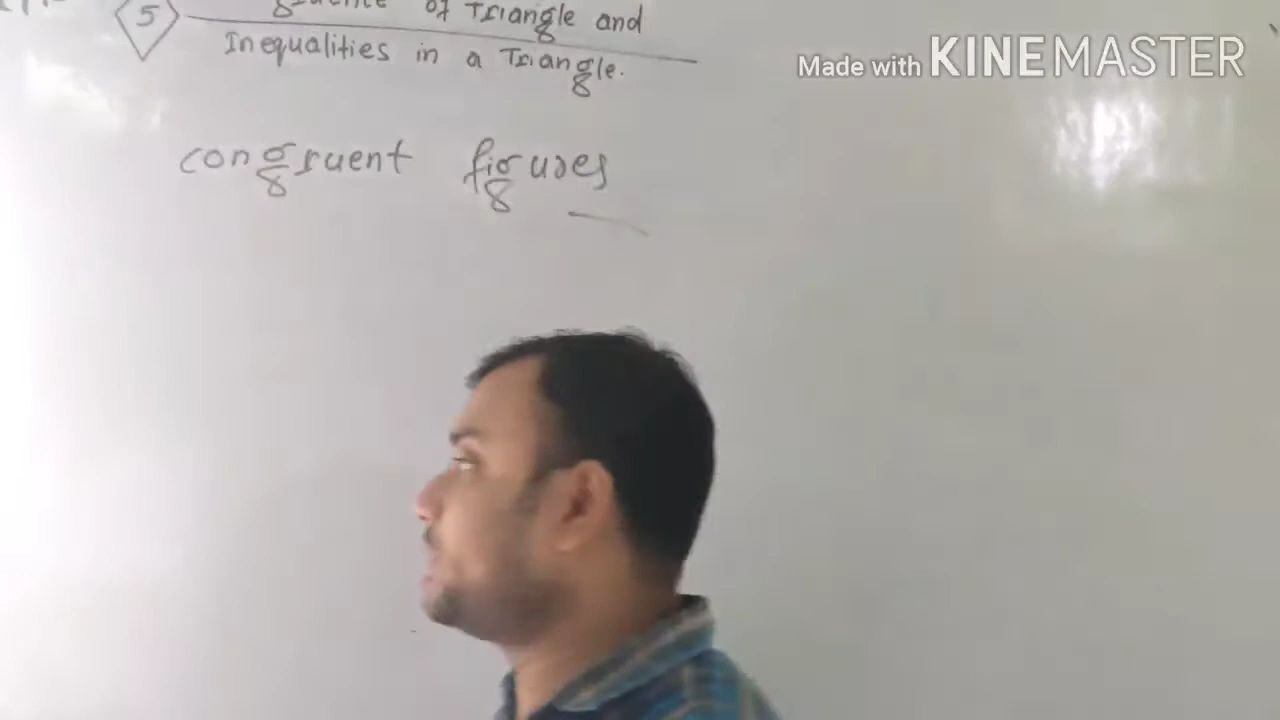 5
of Triangle and
Inequalities in a Triangle.
congruent figures
Made with KINEMASTER